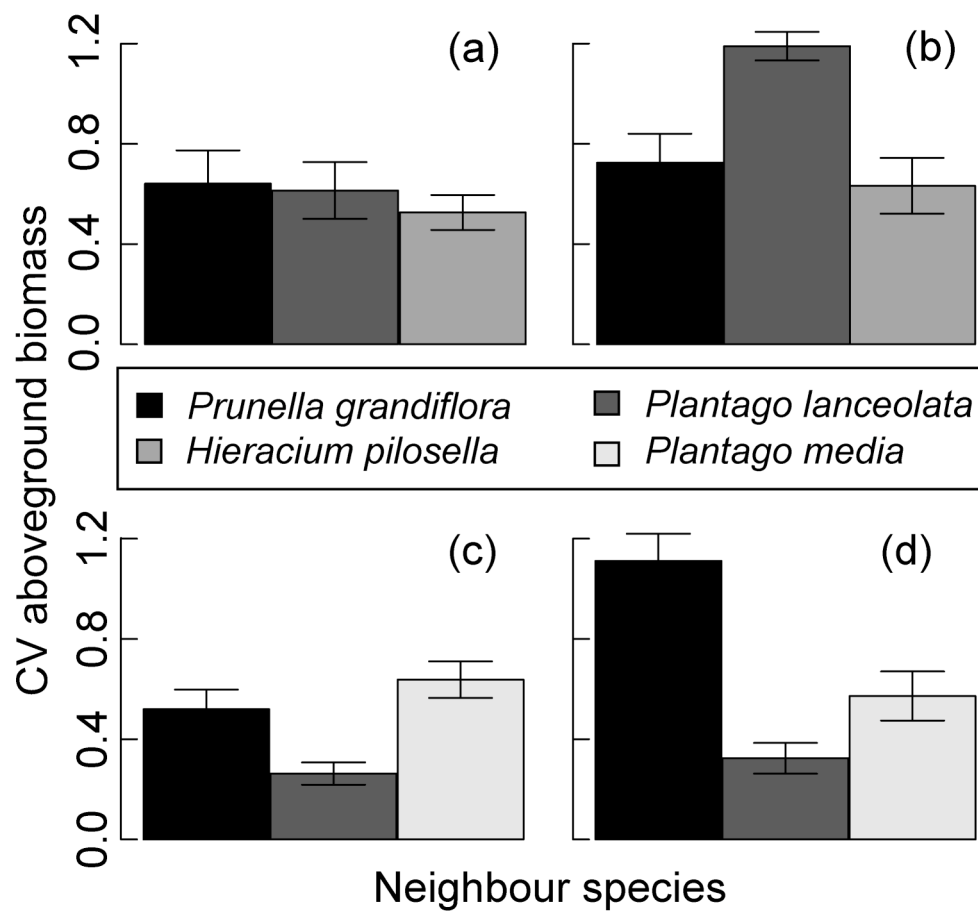 (a)
(b)
1.2
0.8
0.4
0.0
CV aboveground biomass
Prunella grandiflora
Plantago lanceolata
Hieracium pilosella
Plantago media
(c)
(d)
1.2
0.8
0.4
0.0
Neighbour species